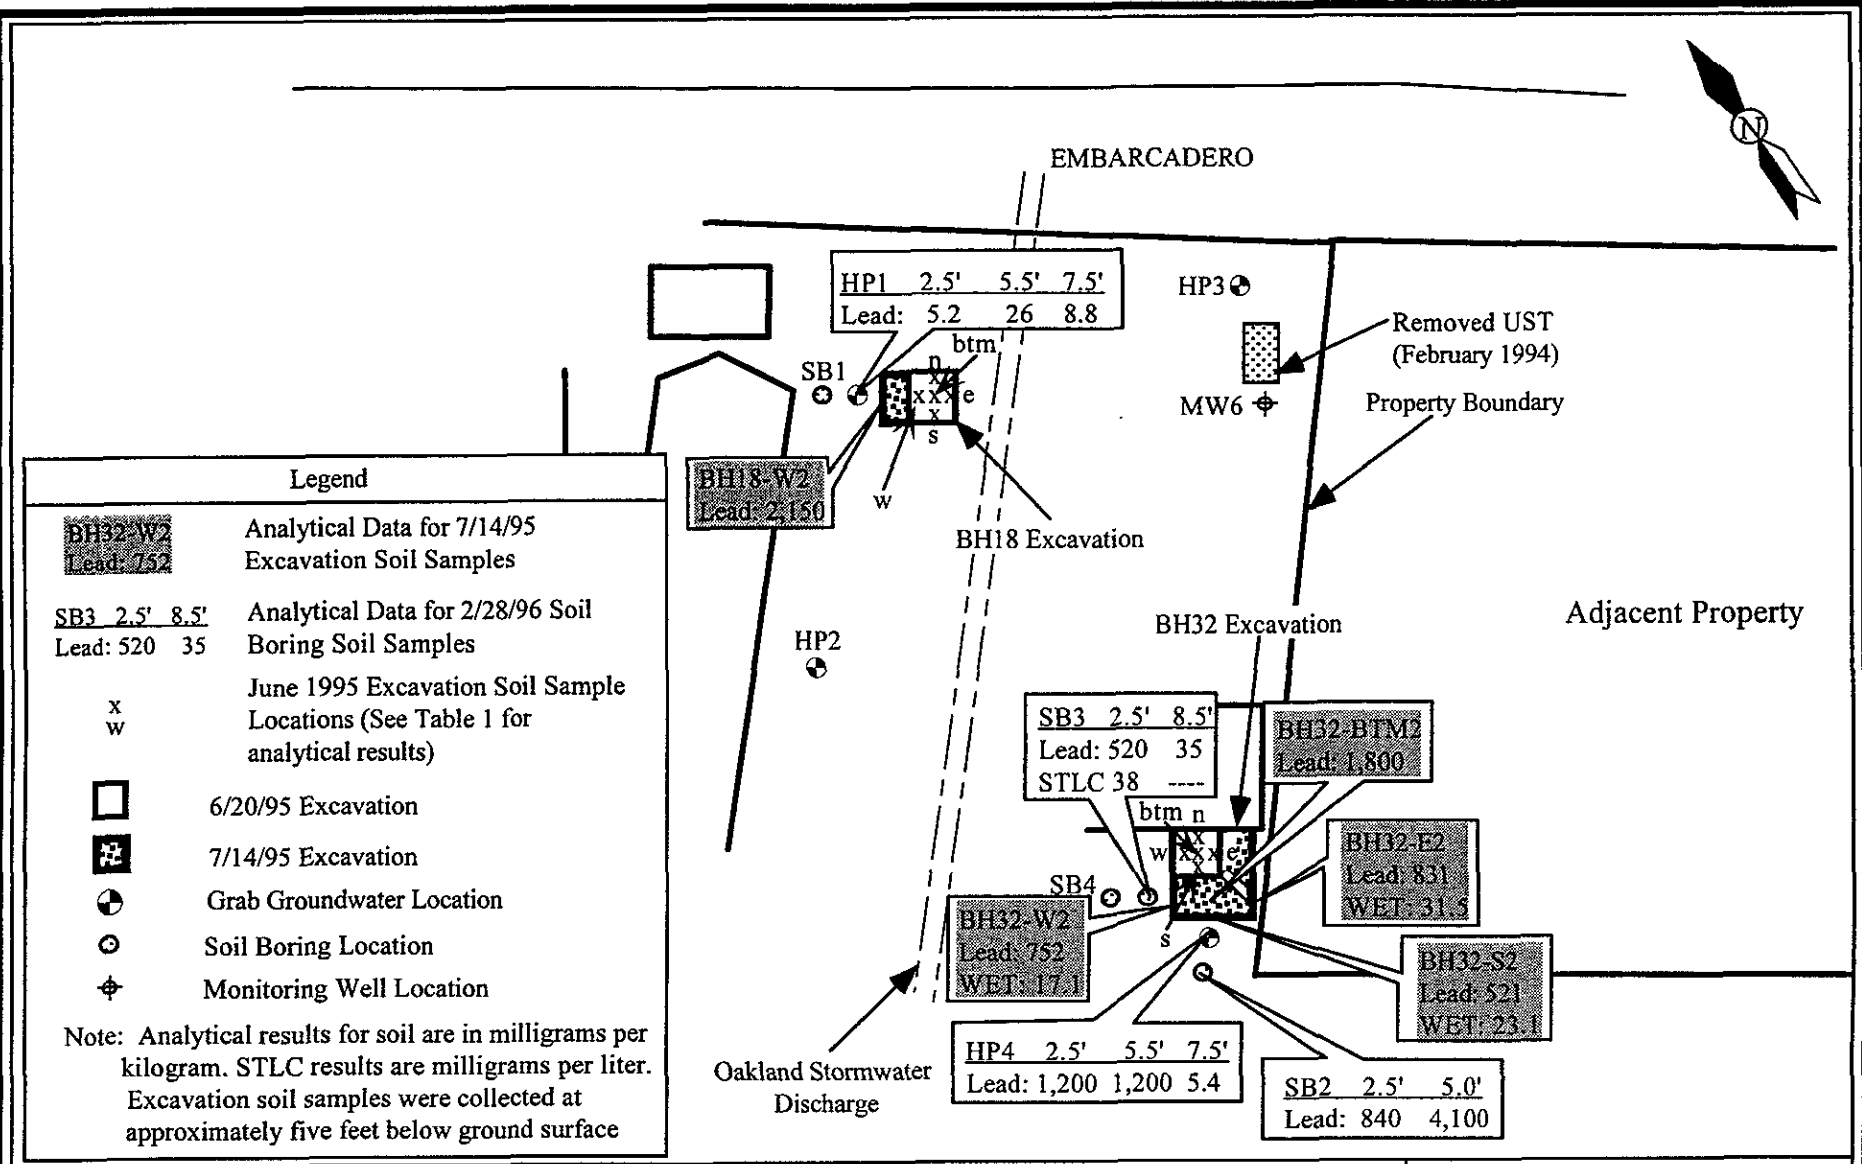 N
EMBARCADERO
HP1 2.5' 5.5' 7.5'
Lead: 5.2 26 8.8
HP3
Removed UST
(February 1994)
btm
n
SB1
x
xxx e
x
s
MW6
Property Boundary
BH18-W2
Lead: 2,150
w
BH18 Excavation
Adjacent Property
BH32 Excavation
HP2
SB3 2.5' 8.5'
Lead: 520 35
STLC 38 ----
BH32-BTM2
Lead: 1,800
btm n
x
w xxx e
x
BH32-E2
Lead: 831
WET: 31.5
SB4
BH32-W2
Lead: 752
WET: 17.1
s
BH32-S2
Lead: 521
WET: 23.1
HP4 2.5' 5.5' 7.5'
Lead: 1,200 1,200 5.4
SB2 2.5' 5.0'
Lead: 840 4,100
Oakland Stormwater
Discharge
Legend
BH32-W2
Lead: 752
Analytical Data for 7/14/95
Excavation Soil Samples
SB3 2.5' 8.5'
Lead: 520 35
Analytical Data for 2/28/96 Soil
Boring Soil Samples
x
w
June 1995 Excavation Soil Sample
Locations (See Table 1 for
analytical results)
6/20/95 Excavation
7/14/95 Excavation
Grab Groundwater Location
Soil Boring Location
Monitoring Well Location
Note: Analytical results for soil are in milligrams per
kilogram. STLC results are milligrams per liter.
Excavation soil samples were collected at
approximately five feet below ground surface